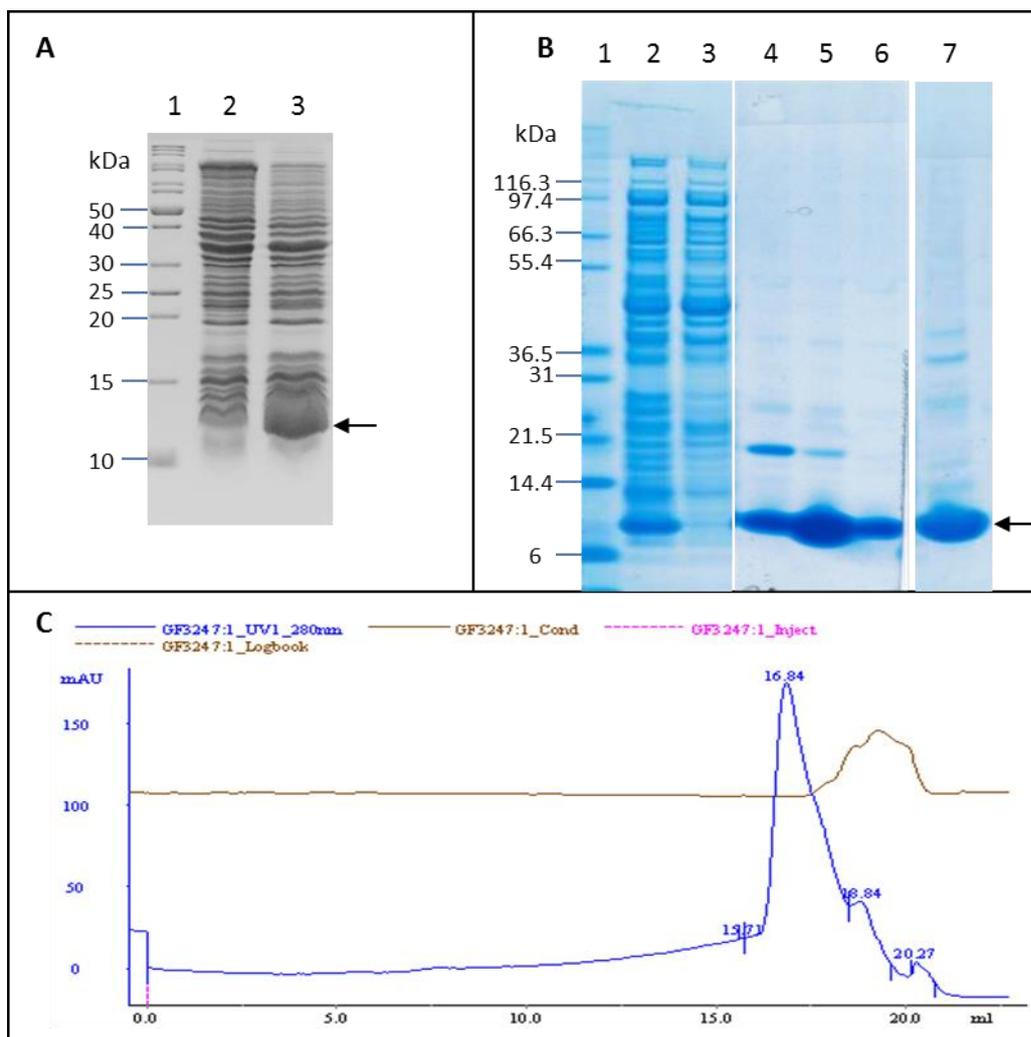 A
1 2 3
kDa
50
40
30
25
20
15
10
B
1 2 3 4 5 6 7
kDa
116.3
97.4
66.3
55.4
36.5
31
21.5
14.4
6
C
GF3247:1_UV1_280nm GF3247:1_Cond GF3247:1_Inject
GF3247:1_Logbook
mAU
150
100
50
0
15.71
16.84
18.84
20.27
0.0 5.0 10.0 15.0 20.0 ml